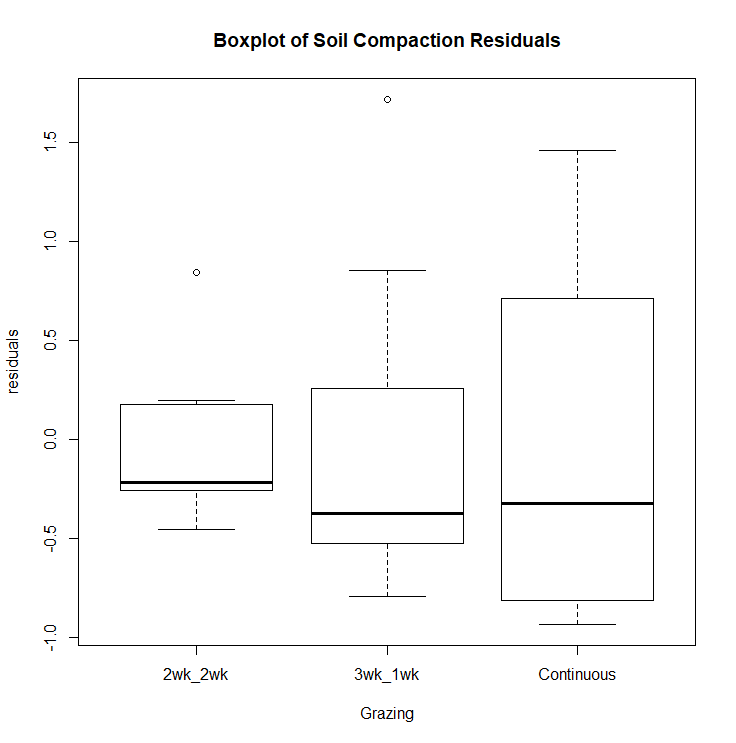 Boxplot of Soil Compaction Residuals
residuals
1.5
1.0
0.5
0.0
-0.5
-1.0
2wk_2wk 3wk_1wk Continuous
Grazing